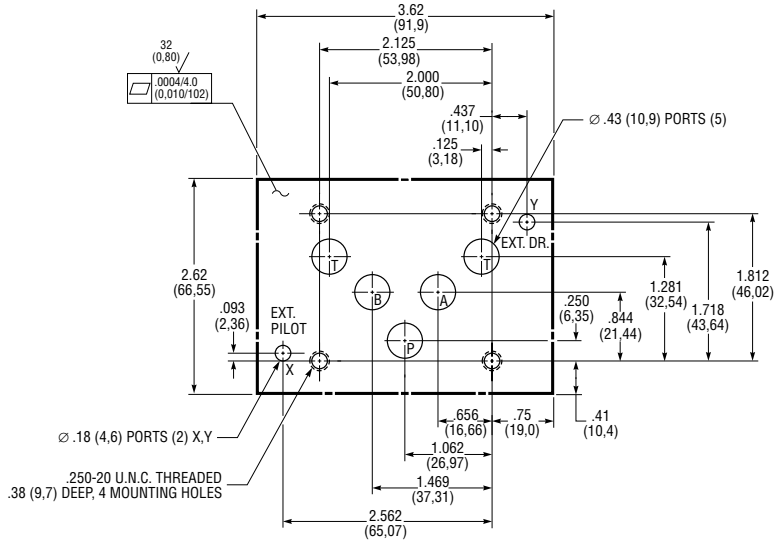 3.62
(91,9)
2.125
(53,98)
32
(0,80)
.0004/4.0
(0,010/102)
2.000
(50,80)
.437
(11,10)
.125
(3,18)
∅ .43 (10,9) PORTS (5)
Y
EXT. DR.
T
T
B
A
P
2.62
(66,55)
.093
(2,36)
EXT.
PILOT
X
.250
(6,35)
.844
(21,44)
1.281
(32,54)
1.718
(43,64)
1.812
(46,02)
.656
(16,66)
.75
(19,0)
.41
(10,4)
∅ .18 (4,6) PORTS (2) X,Y
1.062
(26,97)
.250-20 U.N.C. THREADED
.38 (9,7) DEEP, 4 MOUNTING HOLES
1.469
(37,31)
2.562
(65,07)